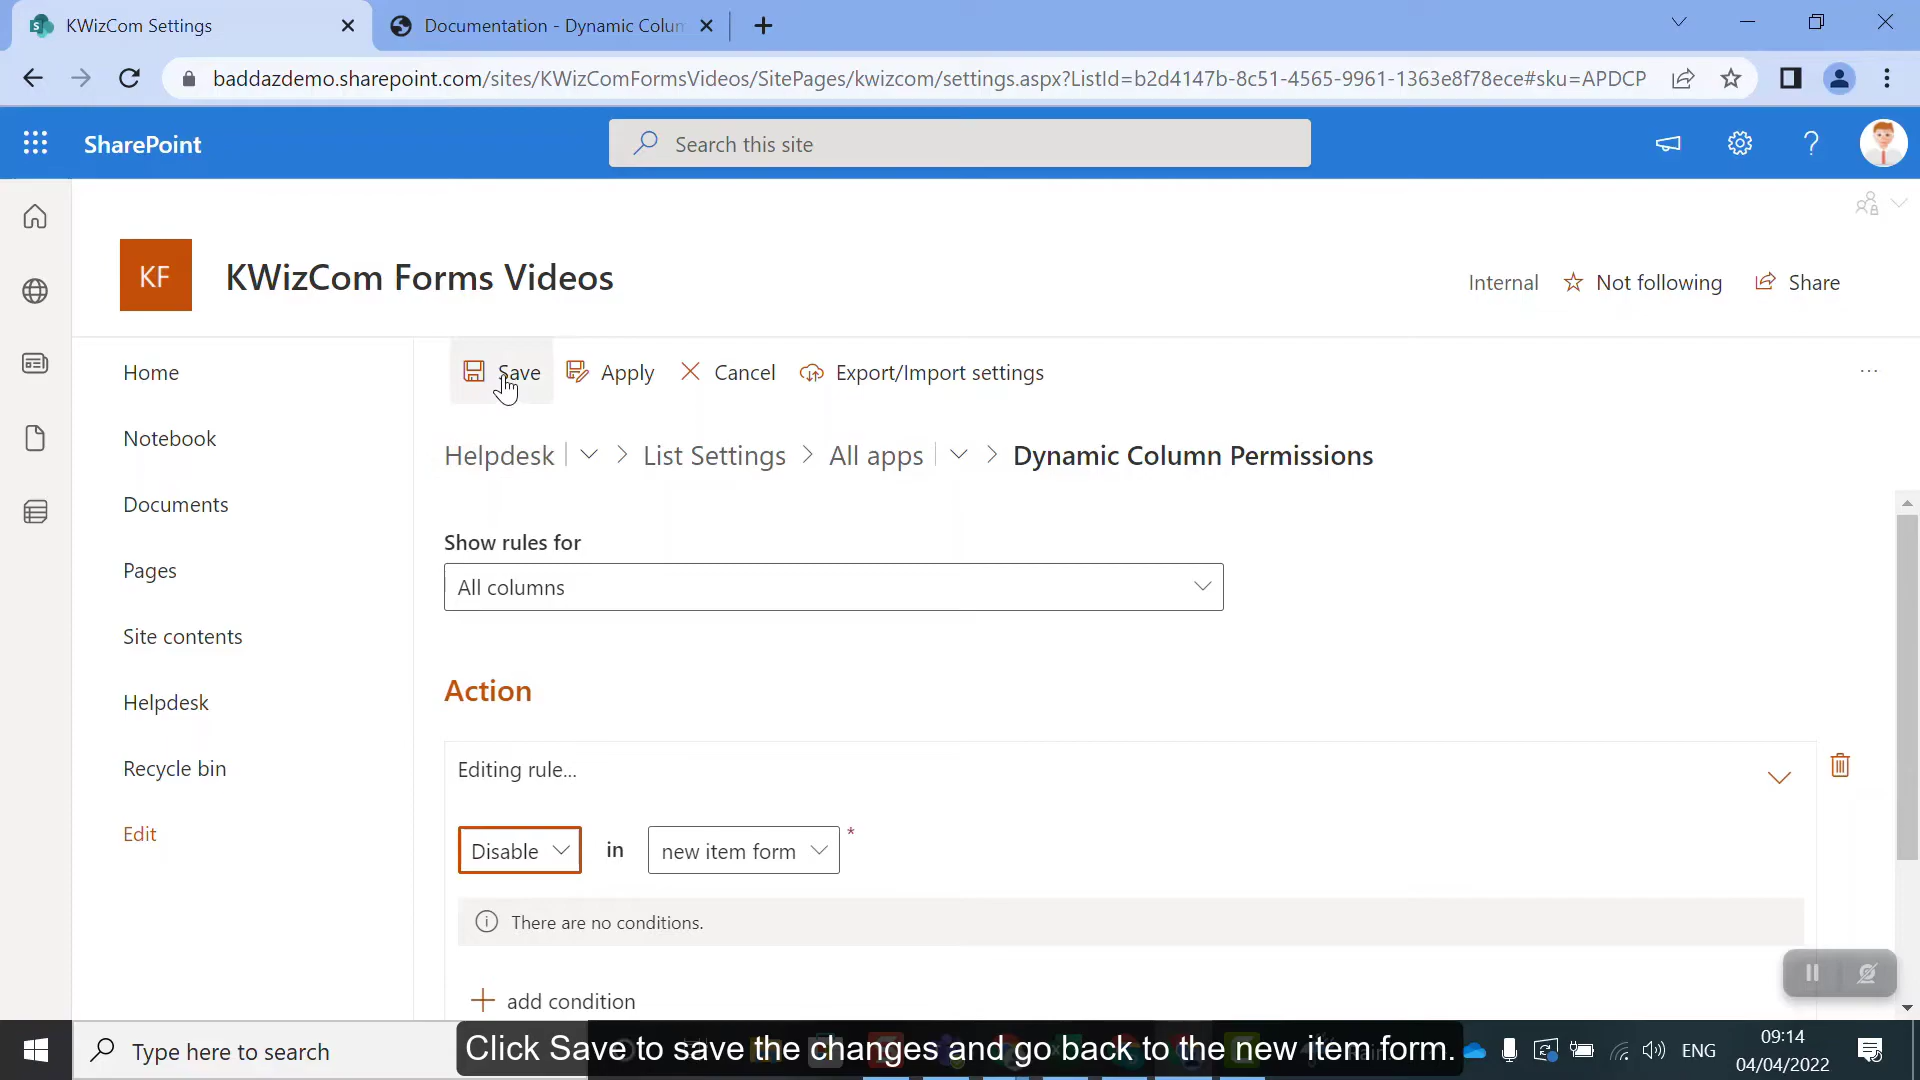 KWizCom Settings
Documentation - Dynamic Colum
baddazdemo.sharepoint.com/sites/KWizComFormsVideos/SitePages/kwizcom/settings.aspx?ListId=b2d4147b-8c51-4565-9961-1363e8f78ece#sku=APDCP
SharePoint
Search this site
KF
KWizCom Forms Videos
Internal
Not following
Share
Home
Notebook
Documents
Pages
Site contents
Helpdesk
Recycle bin
Edit
Save
Apply
Cancel
Export/Import settings
Helpdesk > List Settings > All apps > Dynamic Column Permissions
Show rules for
All columns
Action
Editing rule...
Disable in new item form *
There are no conditions.
add condition
Type here to search
Click Save to save the changes and go back to the new item form.
ENG
09:14
04/04/2022